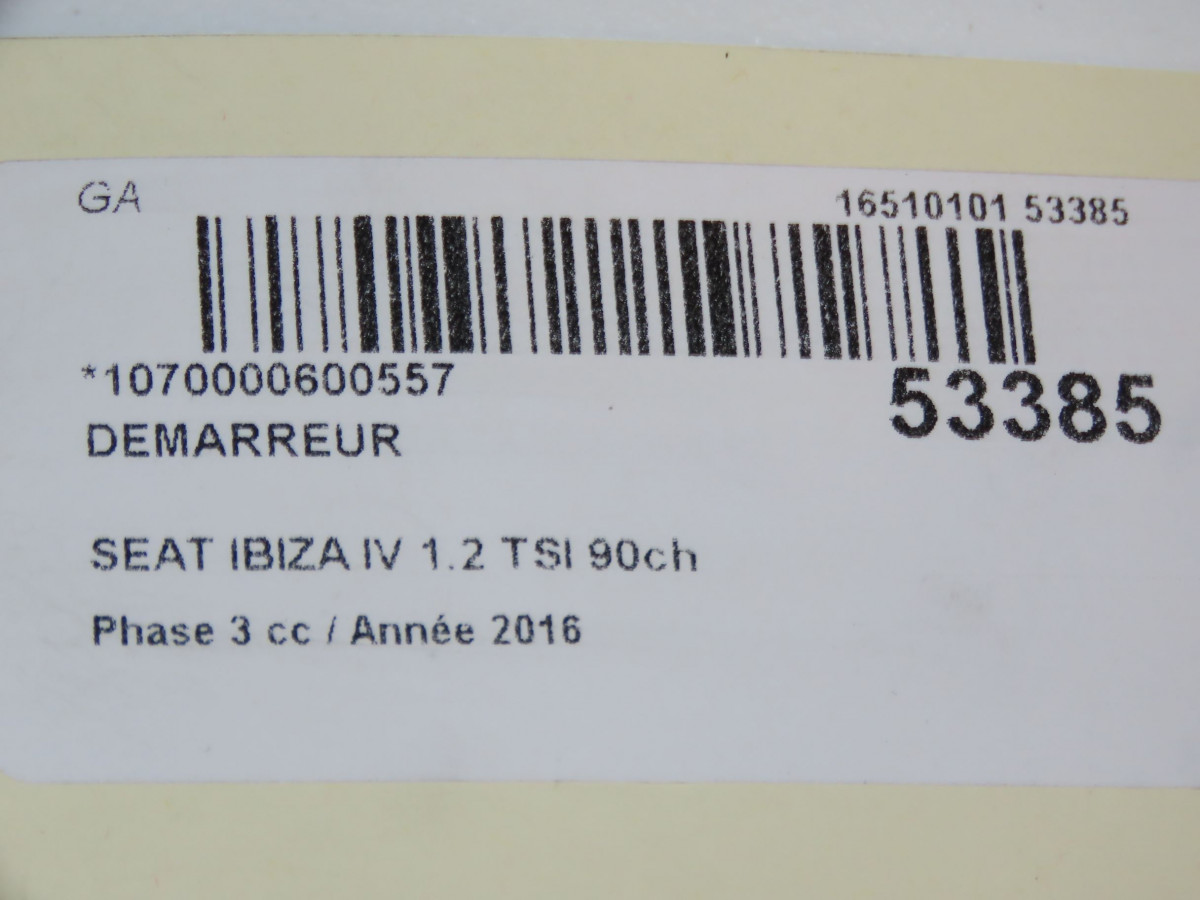 GA 16510101 53385
*1070000600557 53385
DEMARREUR
SEAT IBIZA IV 1.2 TSI 90ch
Phase 3 cc / Année 2016